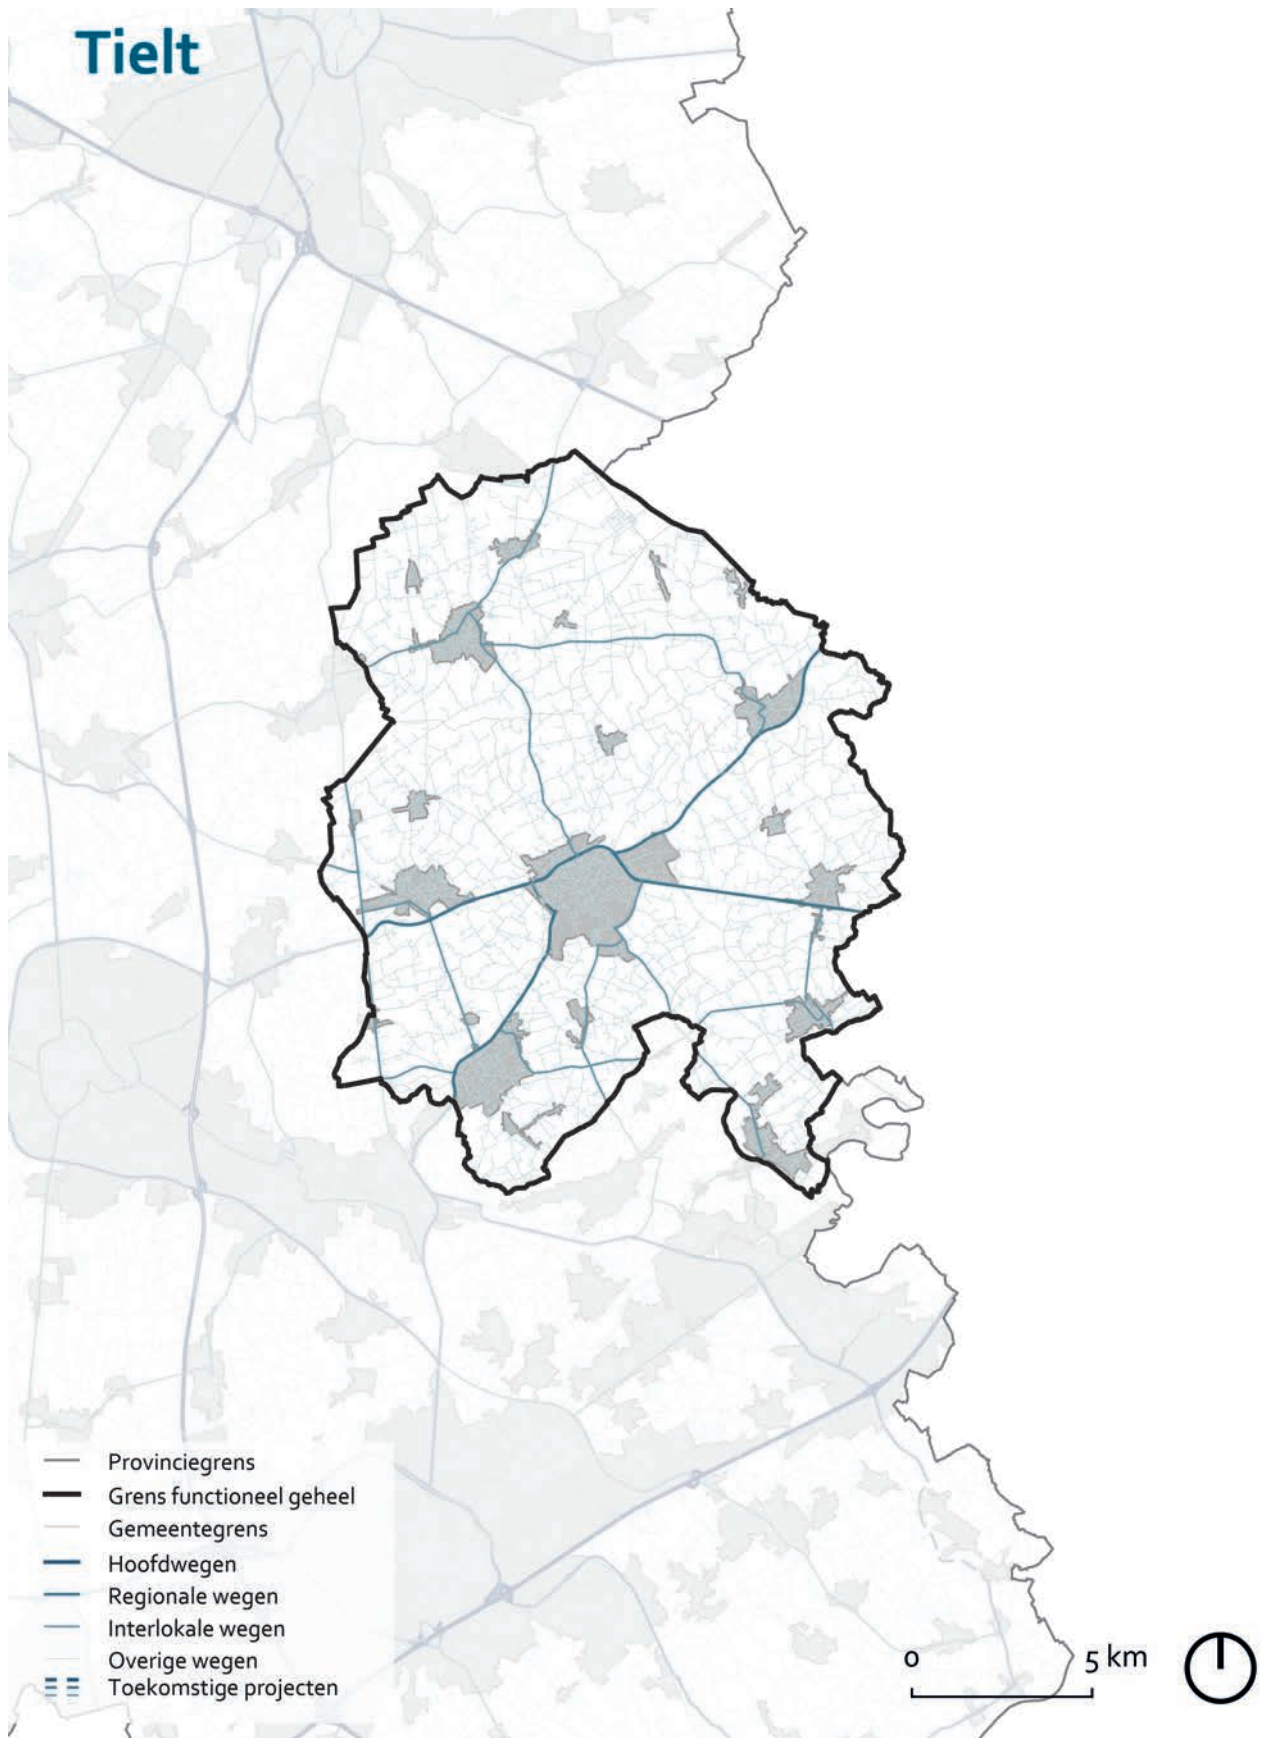 Tielt
Provinciegrens
Grens functioneel geheel
Gemeentegrens
Hoofdwegen
Regionale wegen
Interlokale wegen
Overige wegen
Toekomstige projecten
0 5 km